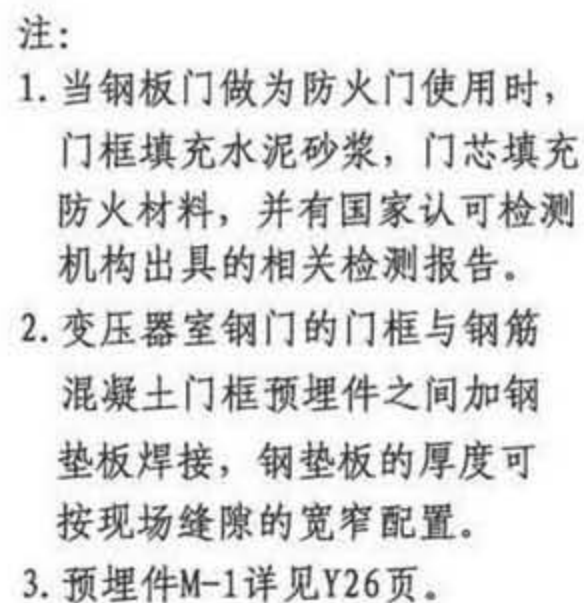 注:
1. 当钢板门做为防火门使用时，
门框填充水泥砂浆，门芯填充
防火材料，并有国家认可检测
机构出具的相关检测报告。
2. 变压器室钢门的门框与钢筋
混凝土门框预埋件之间加钢
垫板焊接，钢垫板的厚度可
按现场缝隙的宽窄配置。
3. 预埋件M-1详见Y26页。